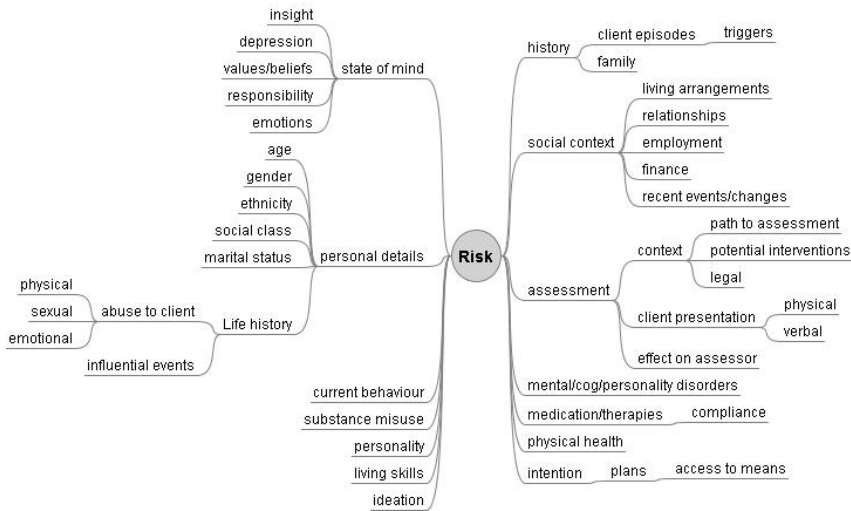 insight
depression
values/beliefs
responsibility
emotions
state of mind
age
gender
ethnicity
social class
marital status
personal details
physical
sexual
emotional
abuse to client
influential events
Life history
current behaviour
substance misuse
personality
living skills
ideation
Risk
history
client episodes
triggers
family
social context
living arrangements
relationships
employment
finance
recent events/changes
assessment
context
path to assessment
potential interventions
legal
client presentation
physical
verbal
effect on assessor
mental/cog/personality disorders
medication/therapies
compliance
physical health
intention
plans
access to means